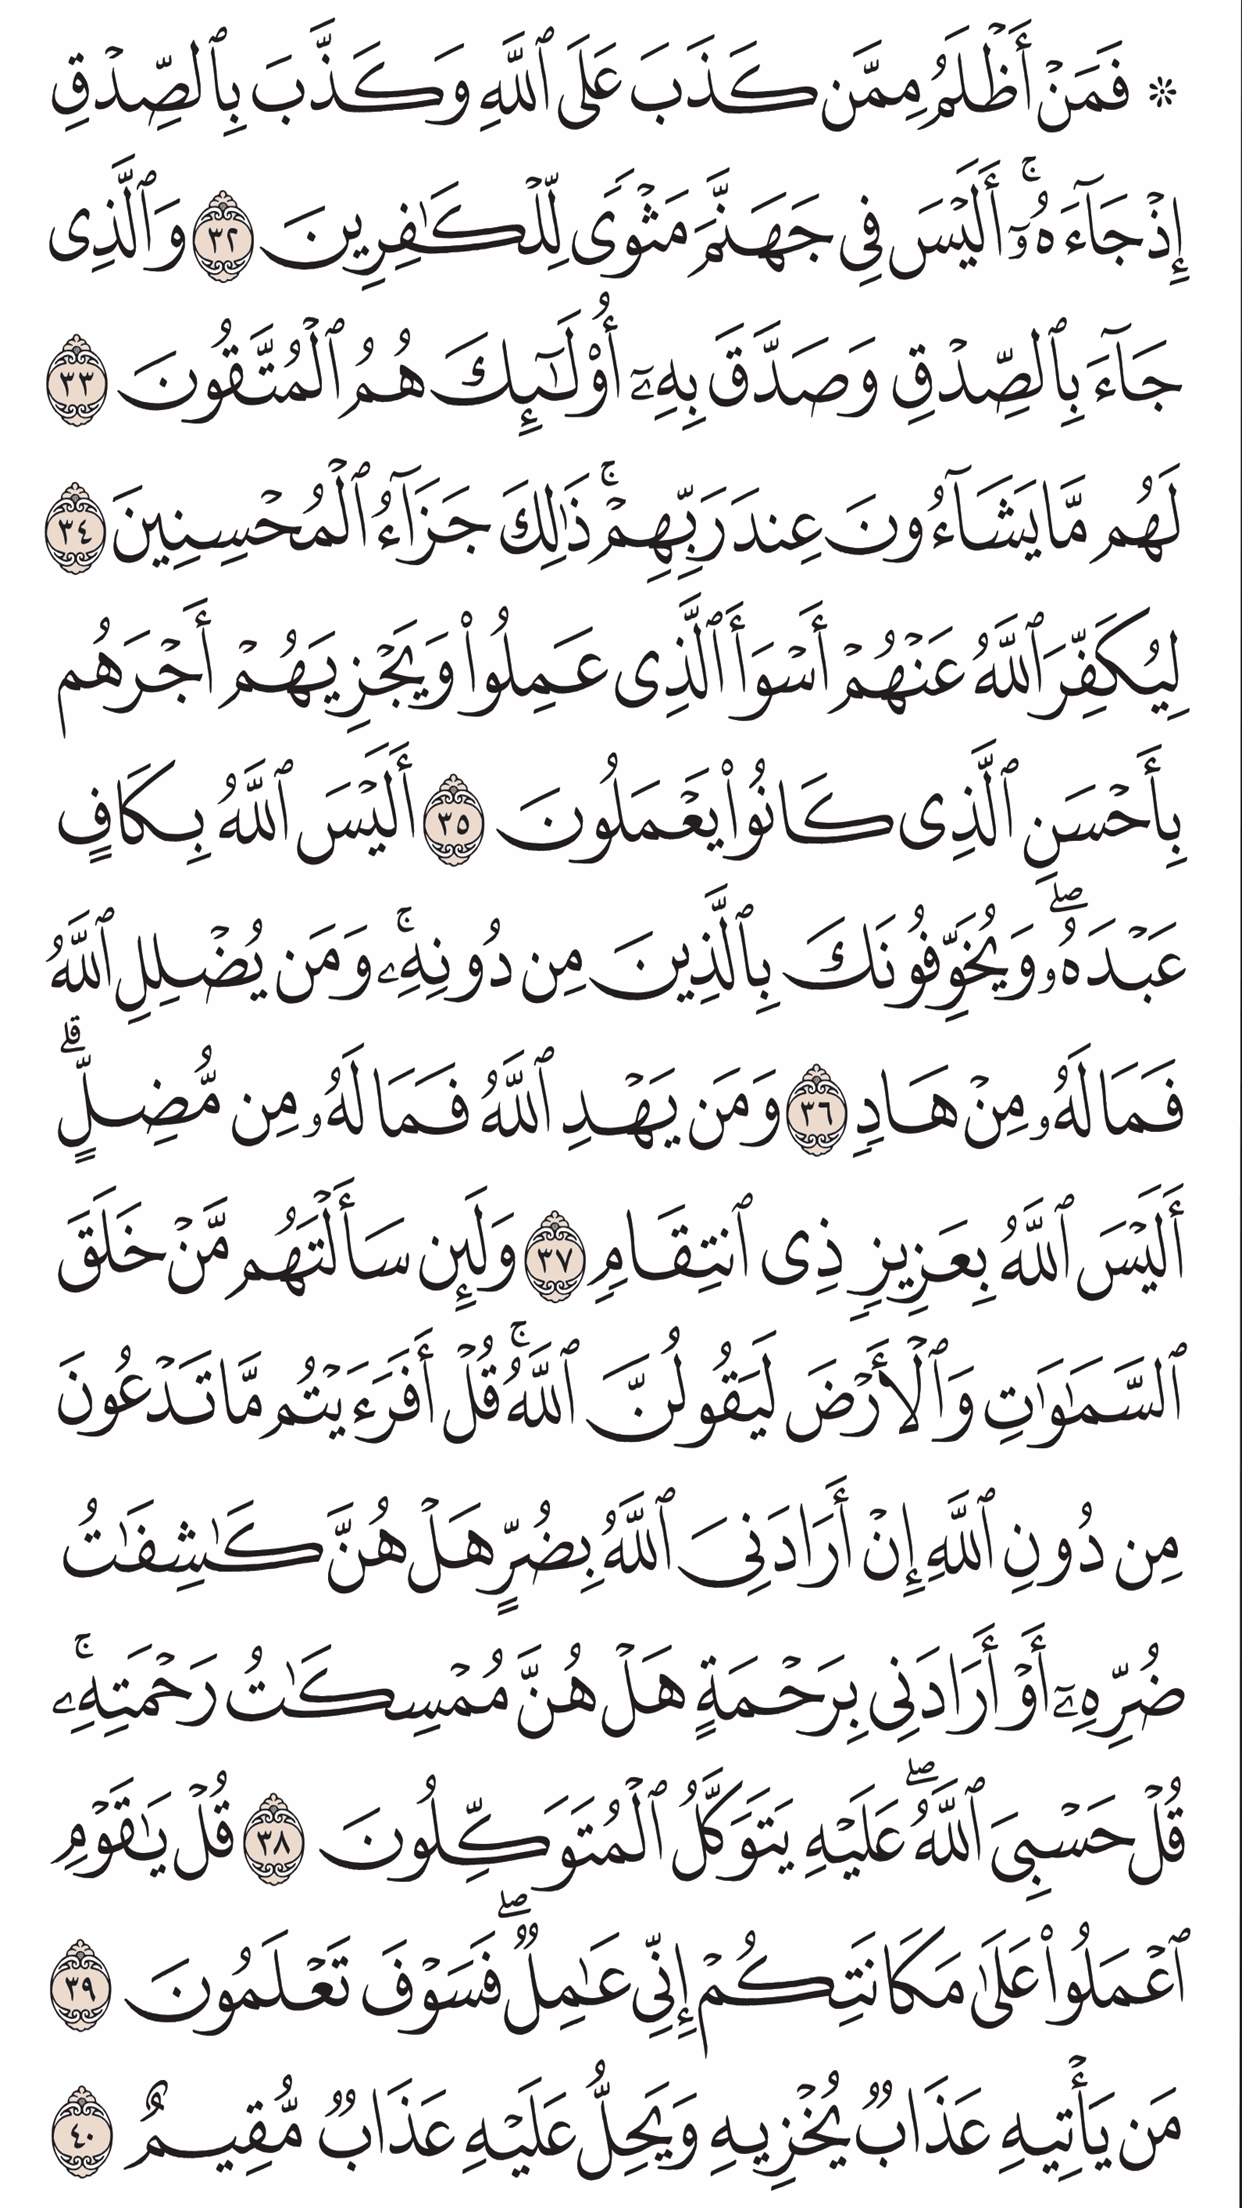 ۞ فَمَنۡ أَظۡلَمُ مِمَّن كَذَبَ عَلَى ٱللَّهِ وَكَذَّبَ بِٱلصِّدۡقِ
إِذۡ جَآءَهُۥٓۚ أَلَيۡسَ فِي جَهَنَّمَ مَثۡوٗى لِّلۡكَٰفِرِينَ ٣٢ وَٱلَّذِي
جَآءَ بِٱلصِّدۡقِ وَصَدَّقَ بِهِۦٓ أُوْلَٰٓئِكَ هُمُ ٱلۡمُتَّقُونَ ٣٣
لَهُم مَّا يَشَآءُونَ عِندَ رَبِّهِمۡۚ ذَٰلِكَ جَزَآءُ ٱلۡمُحۡسِنِينَ ٣٤
لِيُكَفِّرَ ٱللَّهُ عَنۡهُمۡ أَسۡوَأَ ٱلَّذِي عَمِلُواْ وَيَجۡزِيَهُمۡ أَجۡرَهُم
بِأَحۡسَنِ ٱلَّذِي كَانُواْ يَعۡمَلُونَ ٣٥ أَلَيۡسَ ٱللَّهُ بِكَافٍ
عَبۡدَهُۥۖ وَيُخَوِّفُونَكَ بِٱلَّذِينَ مِن دُونِهِۦۚ وَمَن يُضۡلِلِ ٱللَّهُ
فَمَا لَهُۥ مِنۡ هَادٖ ٣٦ وَمَن يَهۡدِ ٱللَّهُ فَمَا لَهُۥ مِن مُّضِلٍّۗ
أَلَيۡسَ ٱللَّهُ بِعَزِيزٖ ذِي ٱنتِقَامٖ ٣٧ وَلَئِن سَأَلۡتَهُم مَّنۡ خَلَقَ
ٱلسَّمَٰوَٰتِ وَٱلۡأَرۡضَ لَيَقُولُنَّ ٱللَّهُۚ قُلۡ أَفَرَءَيۡتُم مَّا تَدۡعُونَ
مِن دُونِ ٱللَّهِ إِنۡ أَرَادَنِيَ ٱللَّهُ بِضُرٍّ هَلۡ هُنَّ كَٰشِفَٰتُ
ضُرِّهِۦٓ أَوۡ أَرَادَنِي بِرَحۡمَةٍ هَلۡ هُنَّ مُمۡسِكَٰتُ رَحۡمَتِهِۦۚ
قُلۡ حَسۡبِيَ ٱللَّهُۖ عَلَيۡهِ يَتَوَكَّلُ ٱلۡمُتَوَكِّلُونَ ٣٨ قُلۡ يَٰقَوۡمِ
ٱعۡمَلُواْ عَلَىٰ مَكَانَتِكُمۡ إِنِّي عَٰمِلٞۖ فَسَوۡفَ تَعۡلَمُونَ ٣٩
مَن يَأۡتِيهِ عَذَابٞ يُخۡزِيهِ وَيَحِلُّ عَلَيۡهِ عَذَابٞ مُّقِيمٌ ٤٠